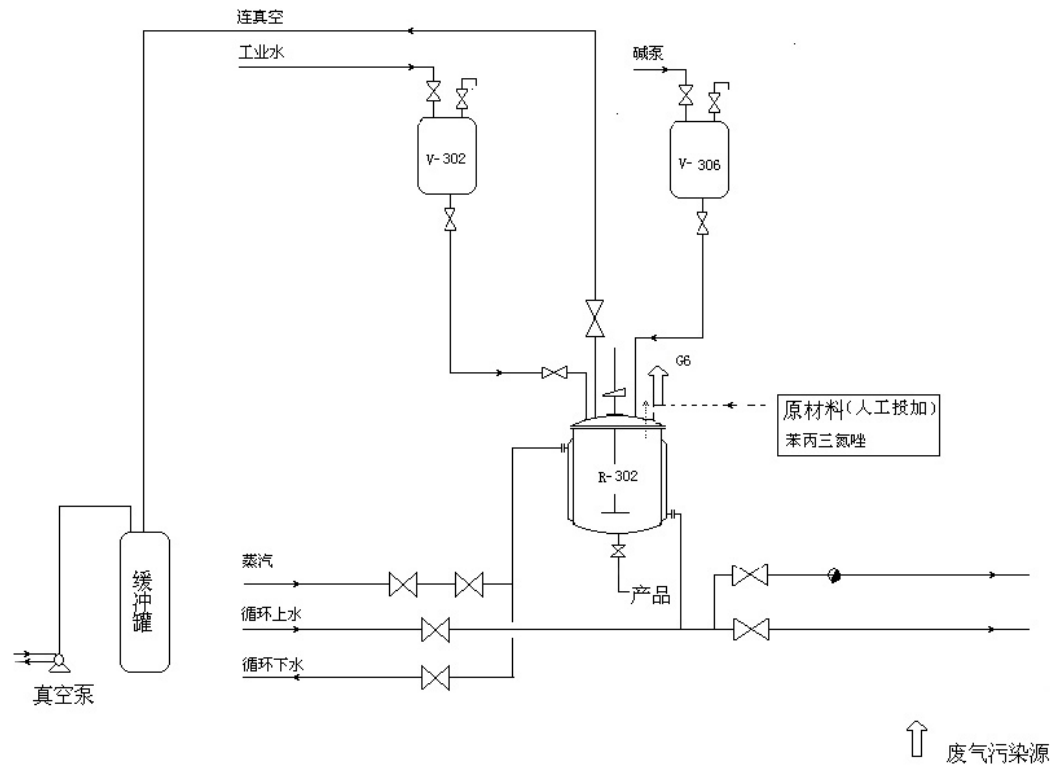 连真空
工业水
碱泵
V-302
V-306
G6
原材料(人工投加)
苯丙三氮唑
R-302
缓冲罐
蒸汽
产品
循环上水
循环下水
真空泵
废气污染源